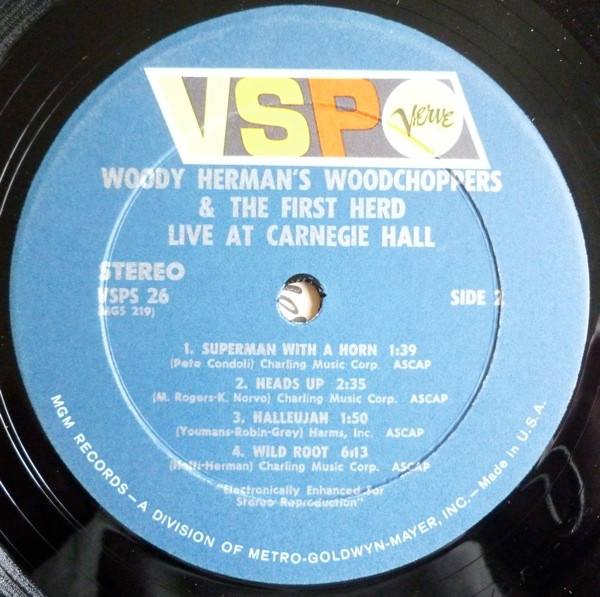 VSP
Verve
WOODY HERMAN'S WOODCHOPPERS
& THE FIRST HERD
LIVE AT CARNEGIE HALL
STEREO
VSPS 26
(MGS 219)
SIDE 2
1. SUPERMAN WITH A HORN 1:39
(Pete Condoli) Charling Music Corp. ASCAP
2. HEADS UP 2:35
(M. Rogers-K. Norvo) Charling Music Corp. ASCAP
3. HALLEUJAH 1:50
(Youmans-Robin-Grey) Harms, Inc. ASCAP
4. WILD ROOT 6:13
(Hefti-Herman) Charling Music Corp. ASCAP
"Electronically Enhanced For
Stereo Reproduction"
MGM RECORDS – A DIVISION OF METRO-GOLDWYN-MAYER, INC. – Made in U.S.A.